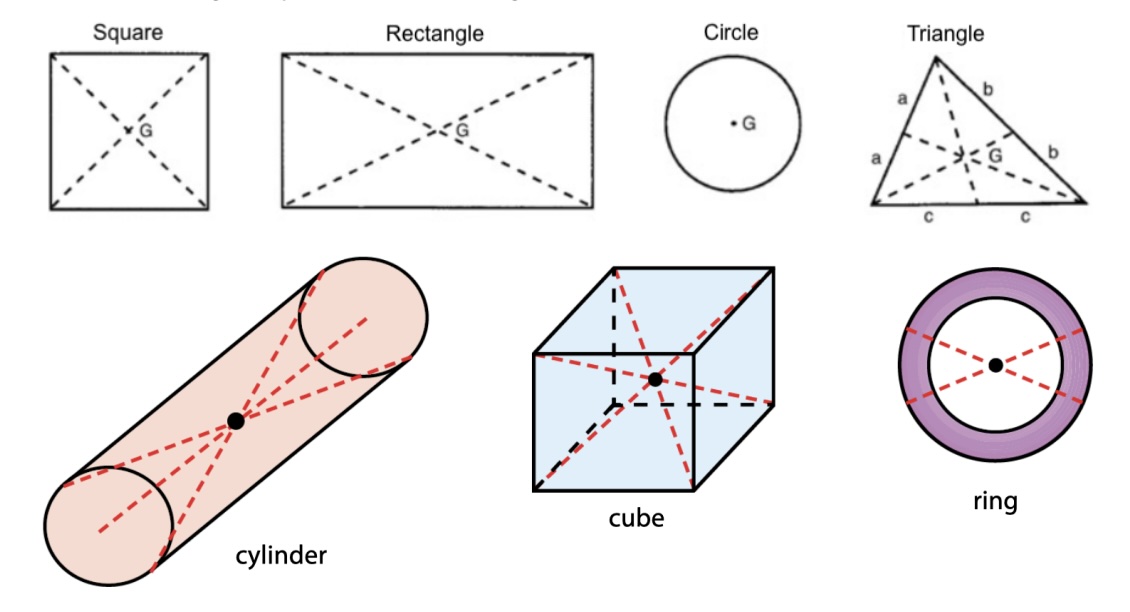 Square
Rectangle
Circle
Triangle
G
G
G
a
b
a
G
b
c
c
cylinder
cube
ring